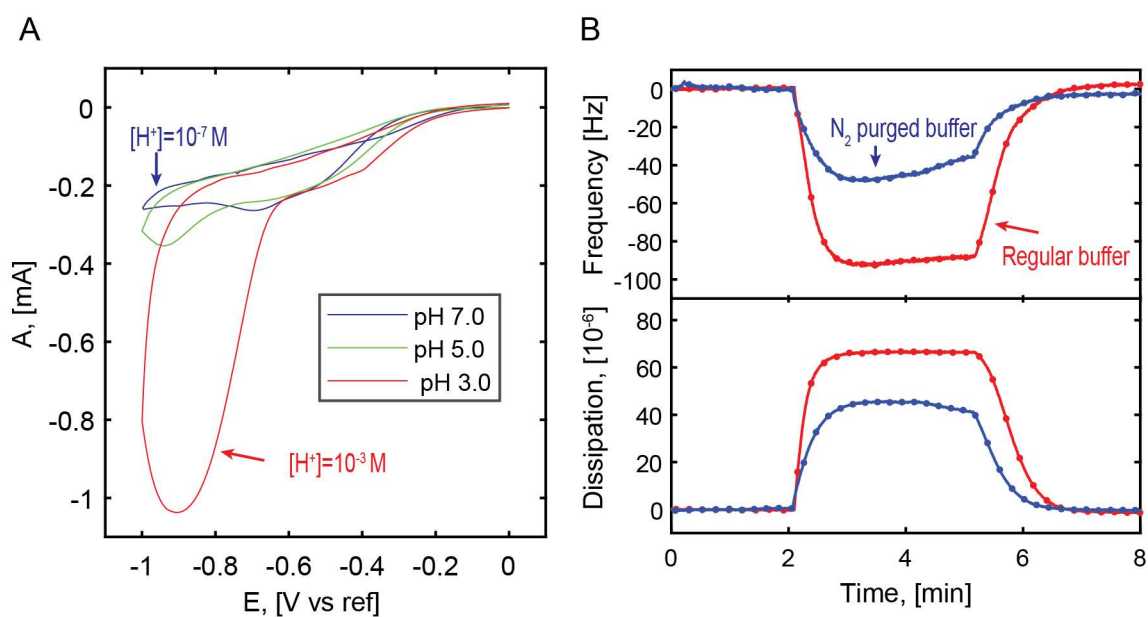 A
0
-0.2
-0.4
-0.6
-0.8
-1
A, [mA]
[H⁺]=10⁻⁷ M
pH 7.0
pH 5.0
pH 3.0
[H⁺]=10⁻³ M
-1
-0.8
-0.6
-0.4
-0.2
0
E, [V vs ref]
B
0
-20
-40
-60
-80
-100
Frequency [Hz]
N₂ purged buffer
Regular buffer
80
60
40
20
0
Dissipation, [10⁻⁶]
0
2
4
6
8
Time, [min]